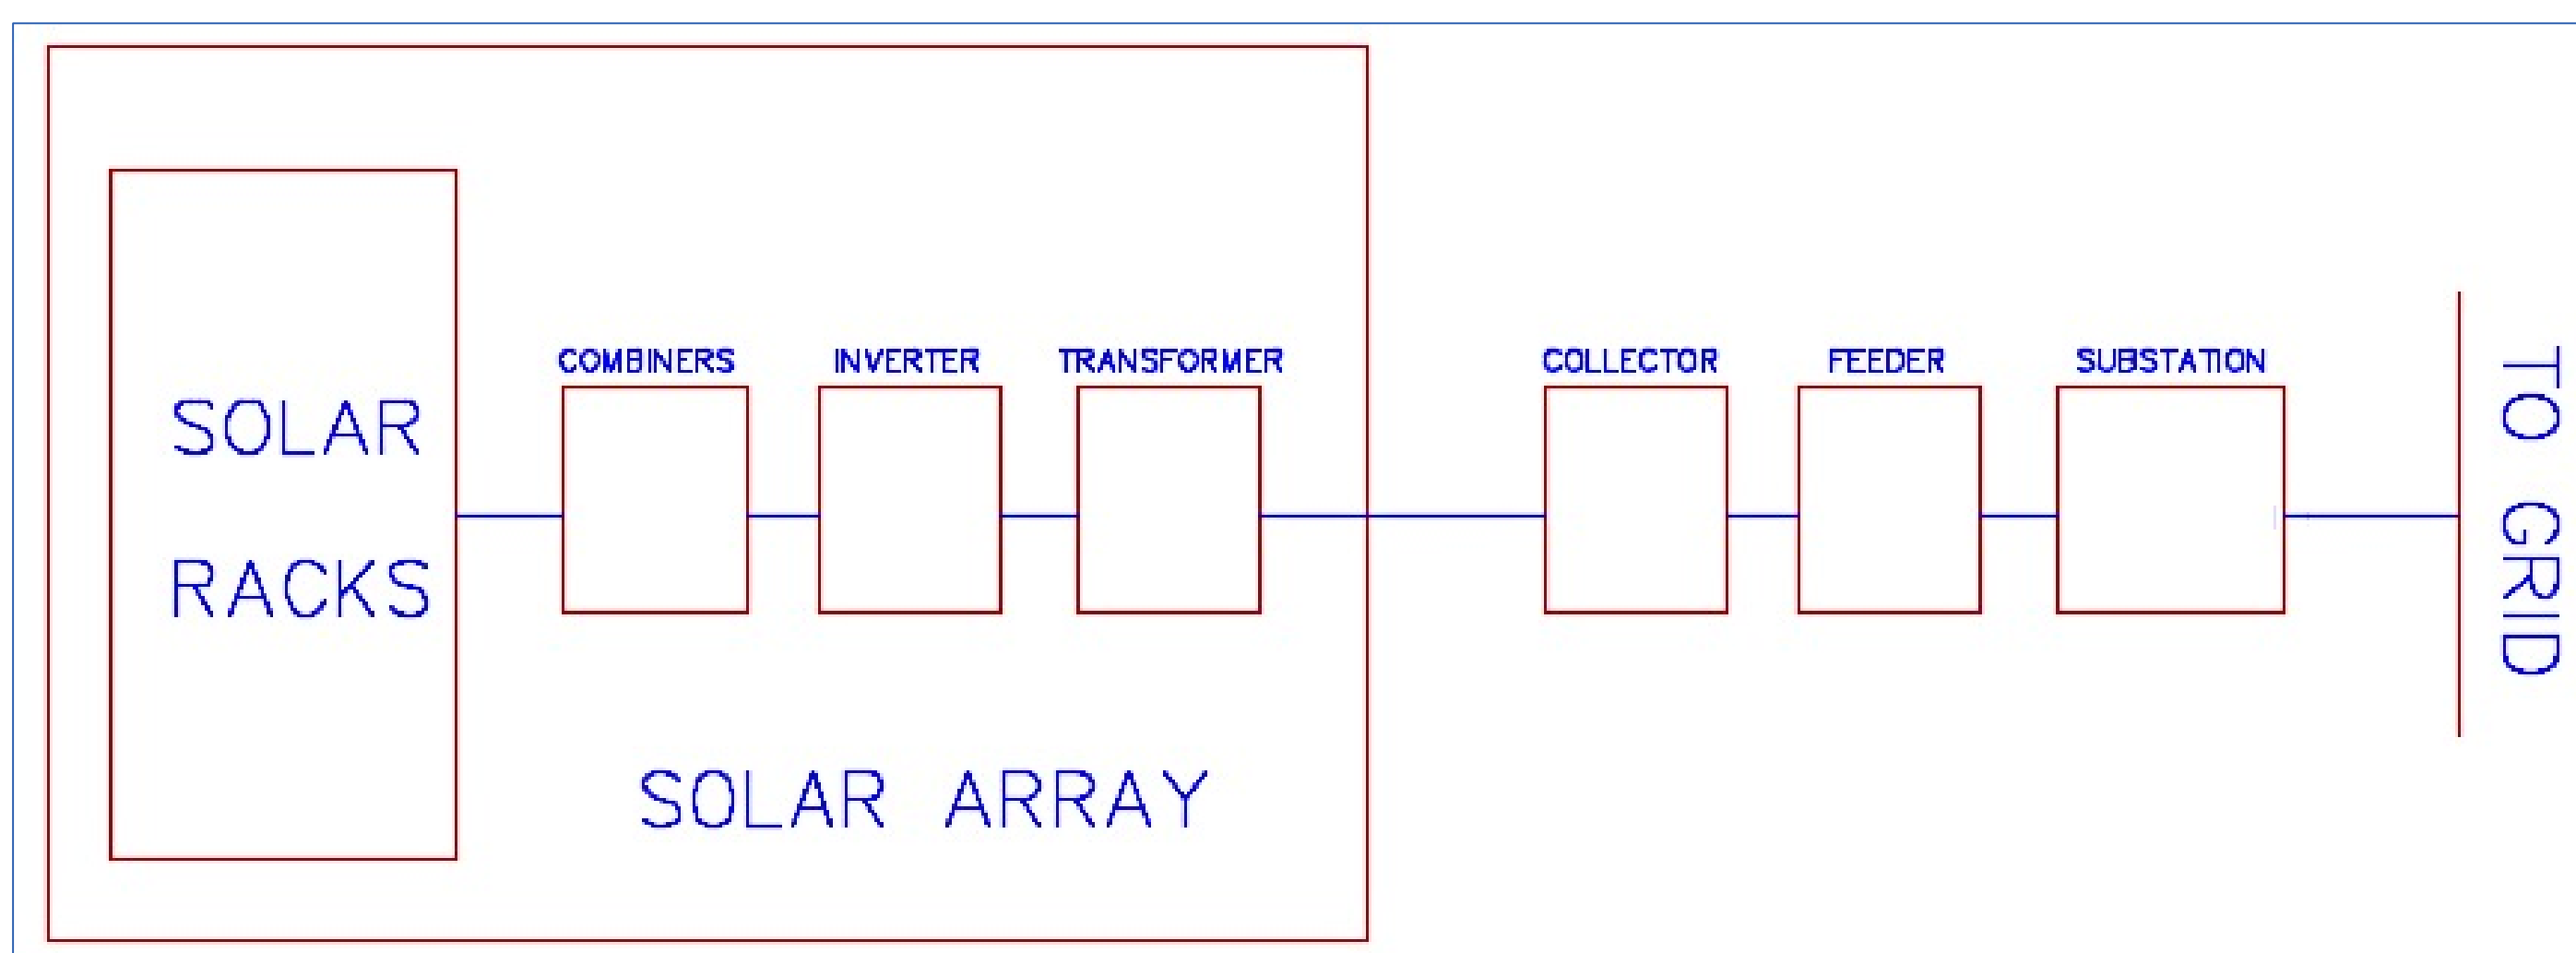 COMBINERS
INVERTER
TRANSFORMER
COLLECTOR
FEEDER
SUBSTATION
SOLAR
RACKS
SOLAR ARRAY
TO GRID